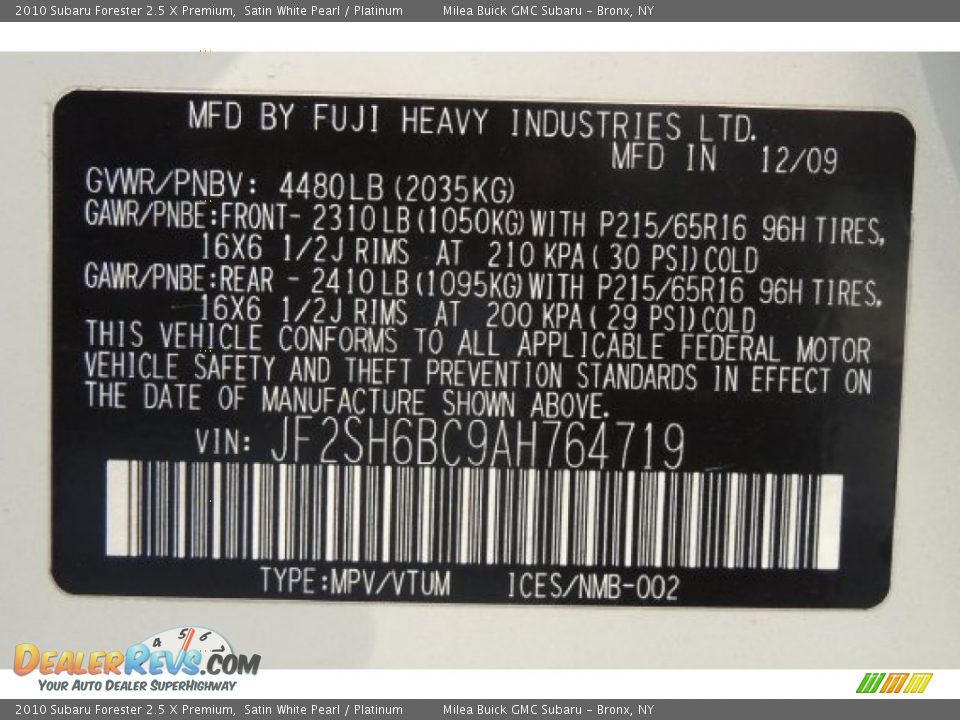 2010 Subaru Forester 2.5 X Premium, Satin White Pearl / Platinum Milea Buick GMC Subaru - Bronx, NY
MFD BY FUJI HEAVY INDUSTRIES LTD.
MFD IN 12/09
GVWR/PNBV: 4480LB (2035KG)
GAWR/PNBE:FRONT- 2310LB (1050KG)WITH P215/65R16 96H TIRES,
16X6 1/2J RIMS AT 210 KPA( 30 PSI)COLD
GAWR/PNBE:REAR - 2410LB (1095KG)WITH P215/65R16 96H TIRES,
16X6 1/2J RIMS AT 200 KPA( 29 PSI)COLD
THIS VEHICLE CONFORMS TO ALL APPLICABLE FEDERAL MOTOR
VEHICLE SAFETY AND THEFT PREVENTION STANDARDS IN EFFECT ON
THE DATE OF MANUFACTURE SHOWN ABOVE.
VIN: JF2SH6BC9AH764719
TYPE:MPV/VTUM ICES/NMB-002
4 5 6 7
DealerRevs.com
Your Auto Dealer SuperHighway
2010 Subaru Forester 2.5 X Premium, Satin White Pearl / Platinum Milea Buick GMC Subaru - Bronx, NY